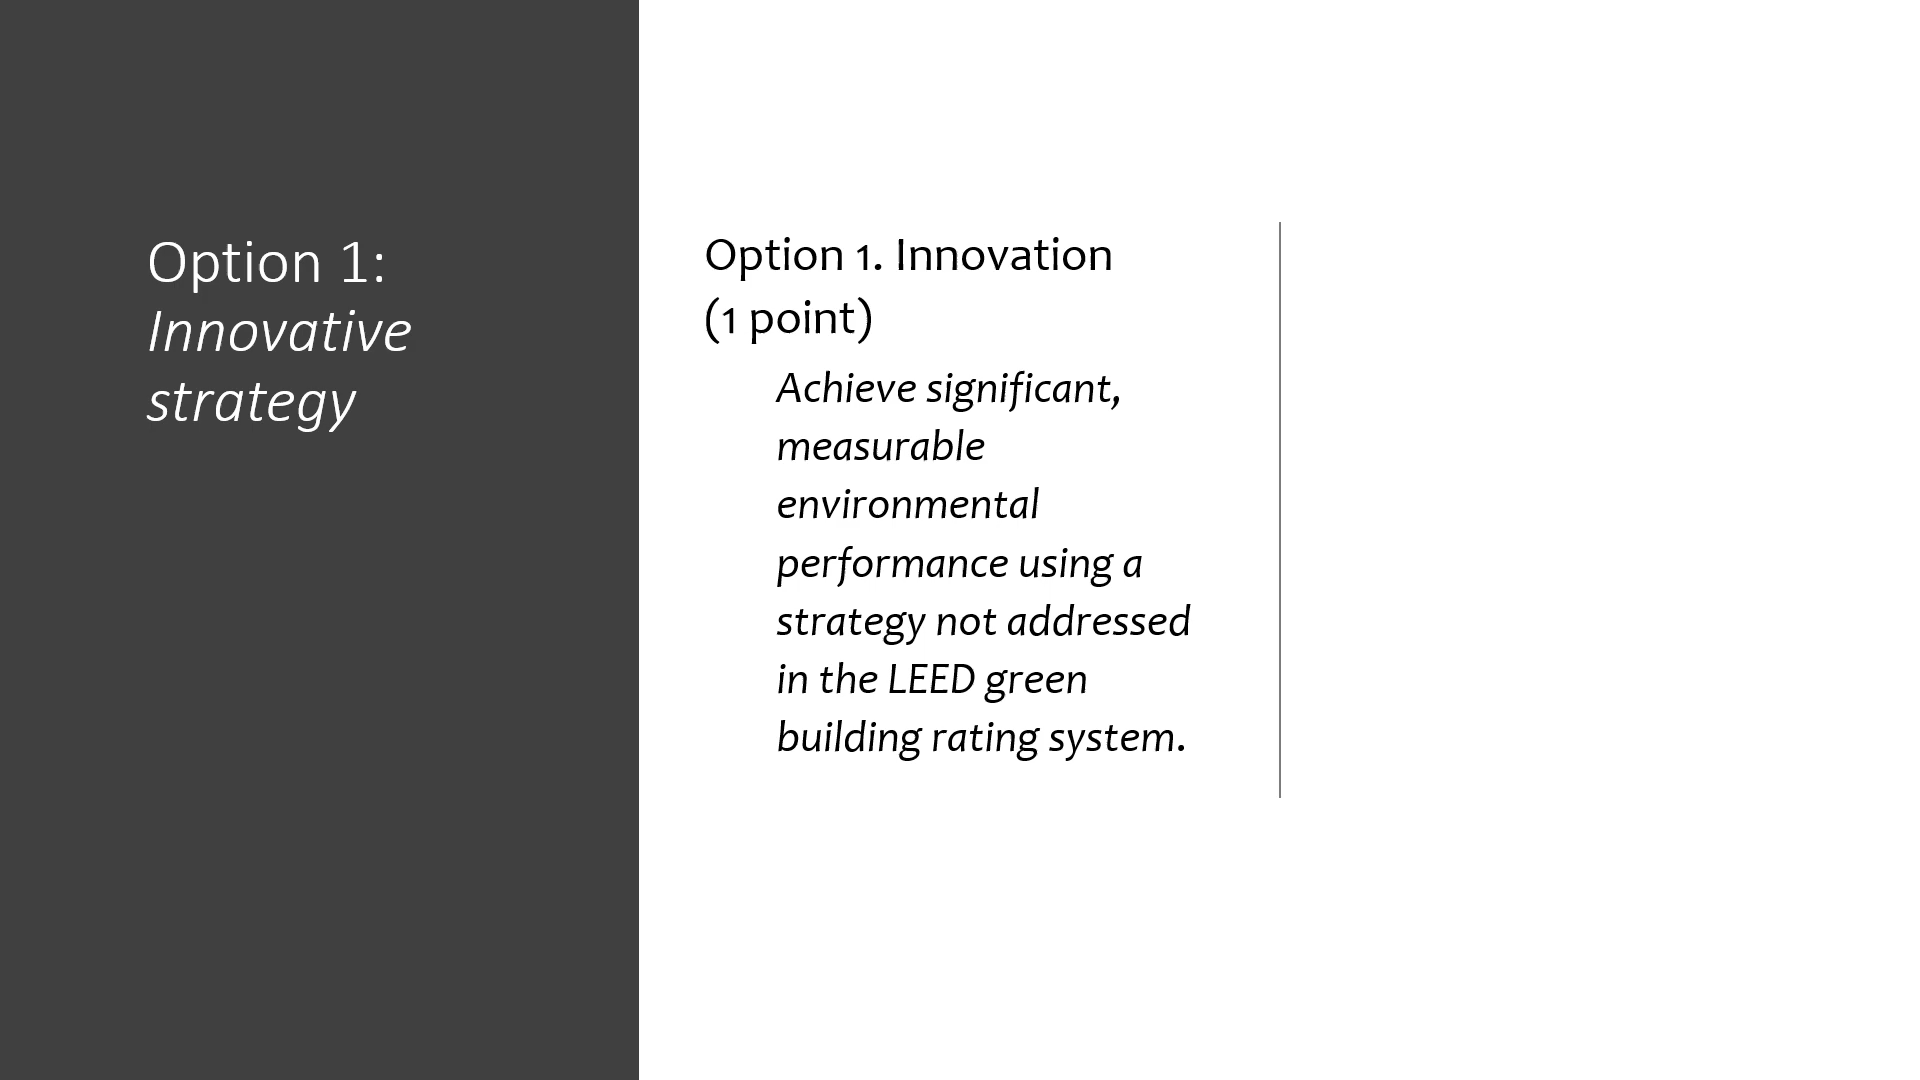 Option 1:
Innovative
strategy
Option 1. Innovation
(1 point)
Achieve significant,
measurable
environmental
performance using a
strategy not addressed
in the LEED green
building rating system.